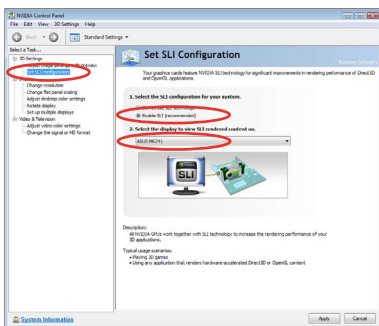 NVIDIA Control Panel
File Edit View 3D Settings Help
Back
Standard Settings
Select a Task...
3D Settings
Set SLI configuration
Change resolution
Change flat panel scaling
Adjust desktop color settings
Rotate display
Set up multiple displays
Video & Television
Adjust video color settings
Change the signal or HD format
System Information
Set SLI Configuration
Restore Defaults
Your graphics cards feature NVIDIA SLI technology for significant improvements in rendering performance of Direct3D
and OpenGL applications.
1. Select the SLI configuration for your system.
Enable SLI (recommended)
2. Select the display to view SLI rendered content on.
ASUS MK241
SLI
Description:
All NVIDIA GPUs work together with SLI technology to increase the rendering performance of your
3D applications.
Typical usage scenarios:
• Playing 3D games
• Using any application that renders hardware-accelerated Direct3D or OpenGL content
Apply
Cancel